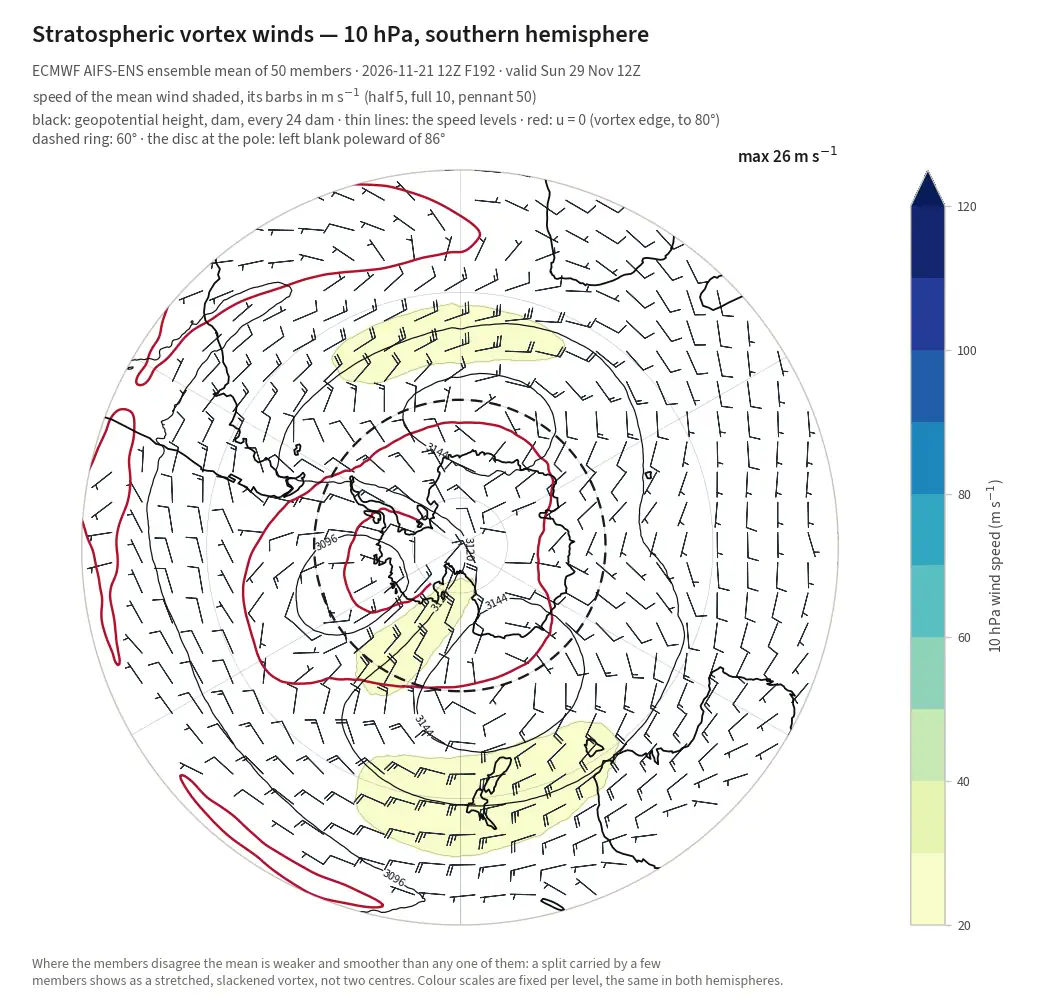 Stratospheric vortex winds — 10 hPa, southern hemisphere
ECMWF AIFS-ENS ensemble mean of 50 members · 2026-11-21 12Z F192 · valid Sun 29 Nov 12Z
speed of the mean wind shaded, its barbs in m s⁻¹ (half 5, full 10, pennant 50)
black: geopotential height, dam, every 24 dam · thin lines: the speed levels · red: u = 0 (vortex edge, to 80°)
dashed ring: 60° · the disc at the pole: left blank poleward of 86°
max 26 m s⁻¹
120
100
80
60
40
20
10 hPa wind speed (m s⁻¹)
3144
3096
3120
3144
3144
3096
Where the members disagree the mean is weaker and smoother than any one of them: a split carried by a few
members shows as a stretched, slackened vortex, not two centres. Colour scales are fixed per level, the same in both hemispheres.